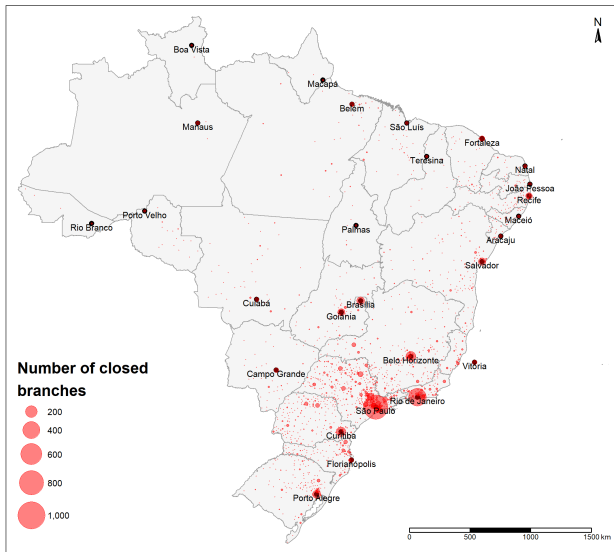 N
Boa Vista
Macapá
Belém
Manaus
São Luís
Fortaleza
Teresina
Natal
João Pessoa
Recife
Porto Velho
Maceió
Rio Branco
Palmas
Aracaju
Salvador
Cuiabá
Brasília
Goiânia
Belo Horizonte
Vitória
Campo Grande
Rio de Janeiro
São Paulo
Curitiba
Florianópolis
Porto Alegre
Number of closed
branches
200
400
600
800
1,000
0 500 1000 1500 km